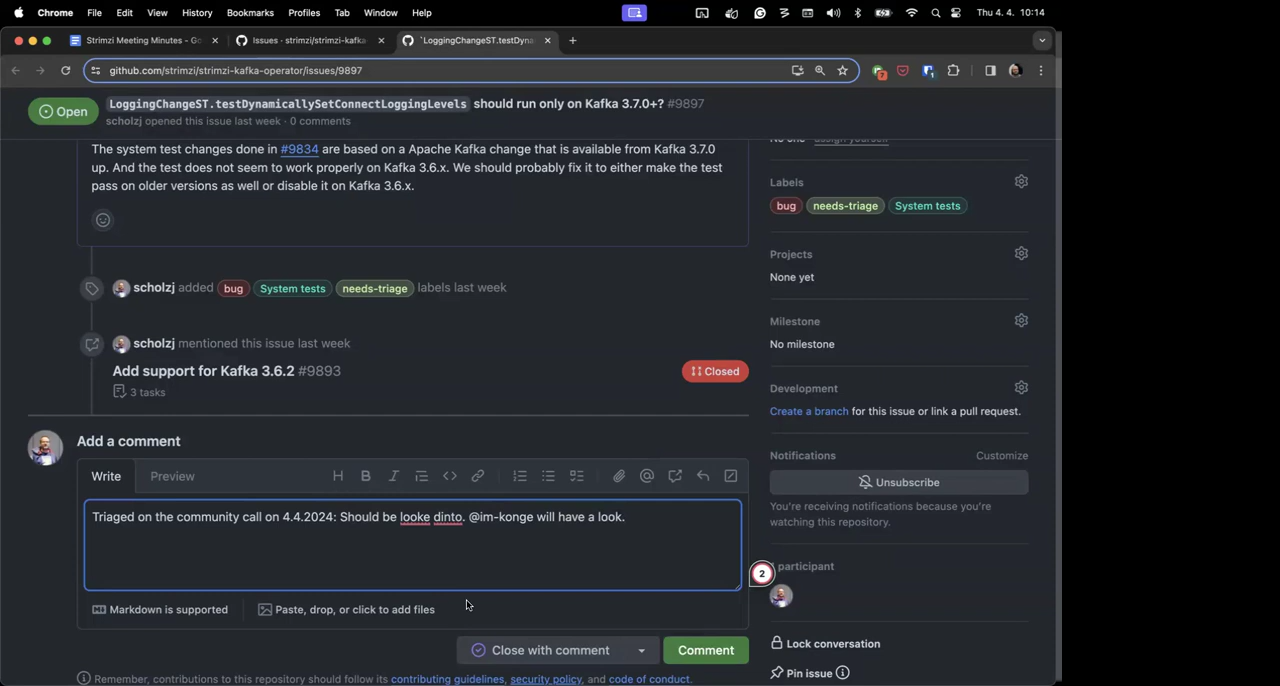 Chrome File Edit View History Bookmarks Profiles Tab Window Help Thu 4. 4. 10:14
Strimzi Meeting Minutes - Go Issues · strimzi/strimzi-kafka- `LoggingChangeST.testDyna
github.com/strimzi/strimzi-kafka-operator/issues/9897 7 1
Open LoggingChangeST.testDynamicallySetConnectLoggingLevels should run only on Kafka 3.7.0+? #9897
scholzj opened this issue last week · 0 comments
No one - assign yourself
The system test changes done in #9834 are based on a Apache Kafka change that is available from Kafka 3.7.0
up. And the test does not seem to work properly on Kafka 3.6.x. We should probably fix it to either make the test
pass on older versions as well or disable it on Kafka 3.6.x.
scholzj added bug System tests needs-triage labels last week
scholzj mentioned this issue last week
Add support for Kafka 3.6.2 #9893 Closed
3 tasks
Add a comment
Write Preview H B I
Triaged on the community call on 4.4.2024: Should be looke dinto. @im-konge will have a look.
Markdown is supported Paste, drop, or click to add files
Close with comment Comment
Remember, contributions to this repository should follow its contributing guidelines, security policy, and code of conduct.
Labels
bug needs-triage System tests
Projects
None yet
Milestone
No milestone
Development
Create a branch for this issue or link a pull request.
Notifications Customize
Unsubscribe
You're receiving notifications because you're
watching this repository.
2 participant
Lock conversation
Pin issue